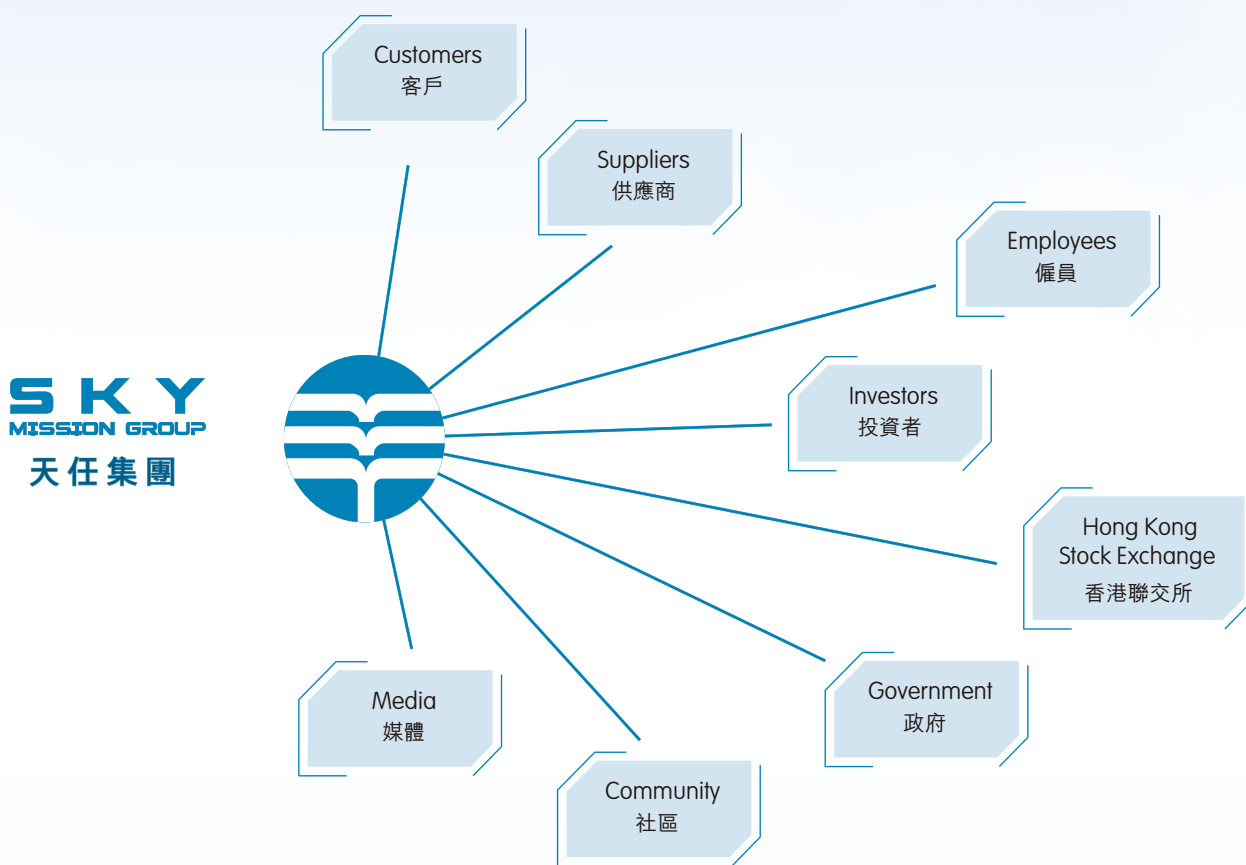 Customers
客戶
Suppliers
供應商
Employees
僱員
SKY
MISSION GROUP
天任集團
Investors
投資者
Hong Kong
Stock Exchange
香港聯交所
Government
政府
Media
媒體
Community
社區